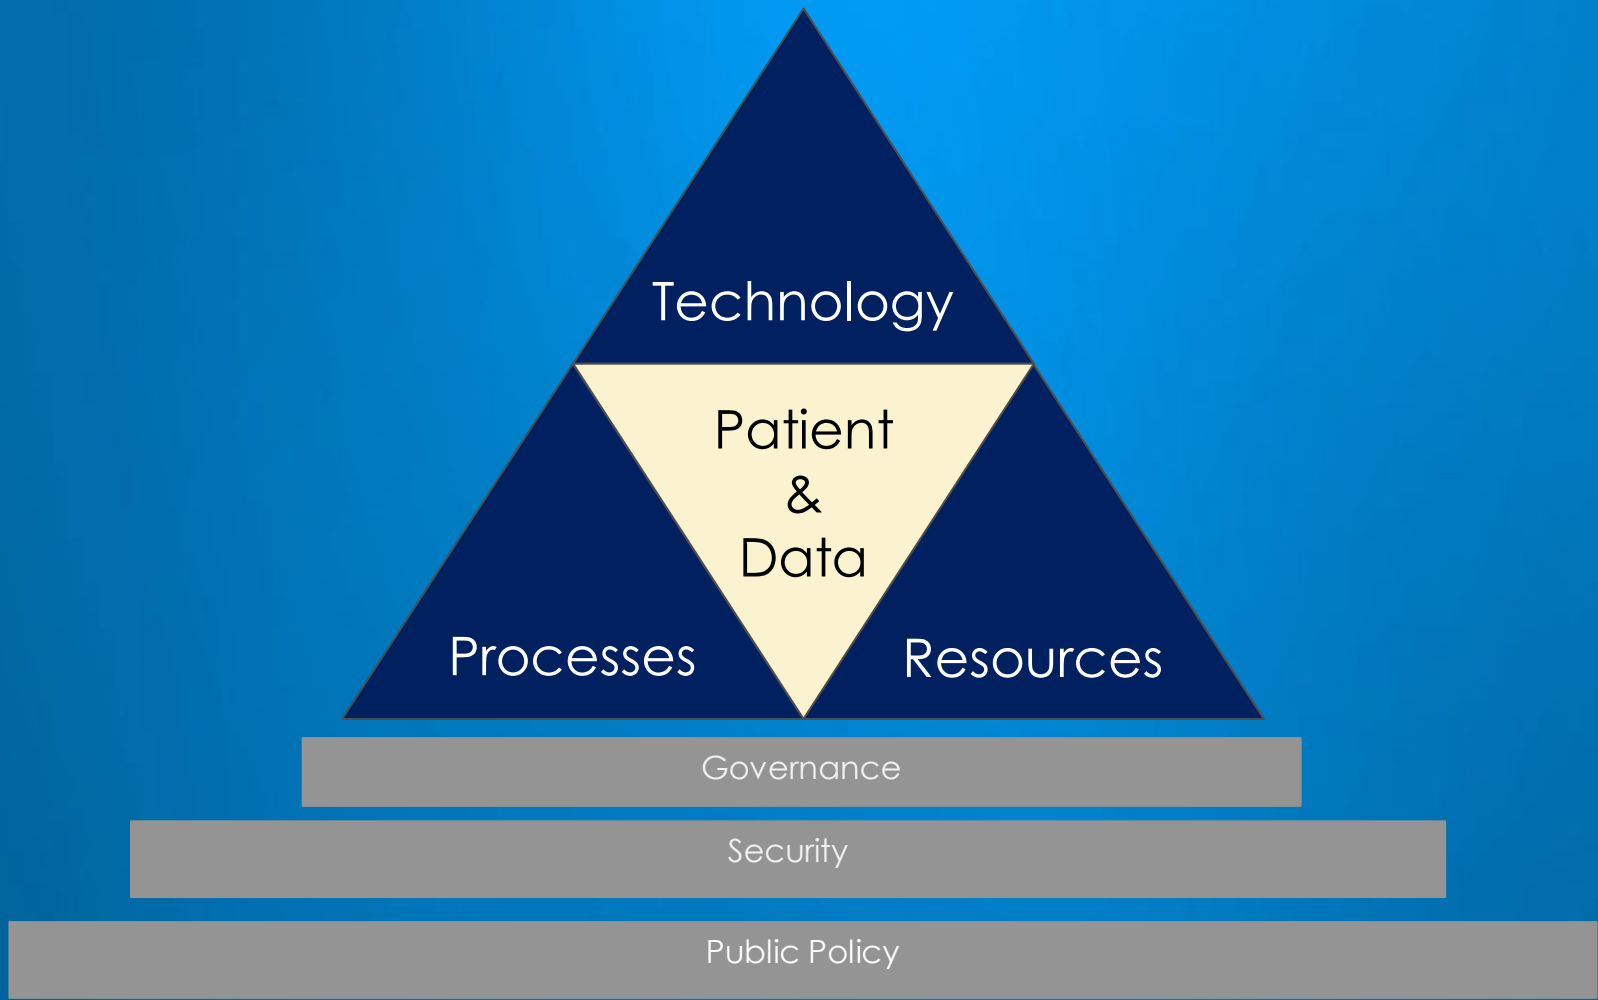 Technology
Patient
&
Data
Processes
Resources
Governance
Security
Public Policy